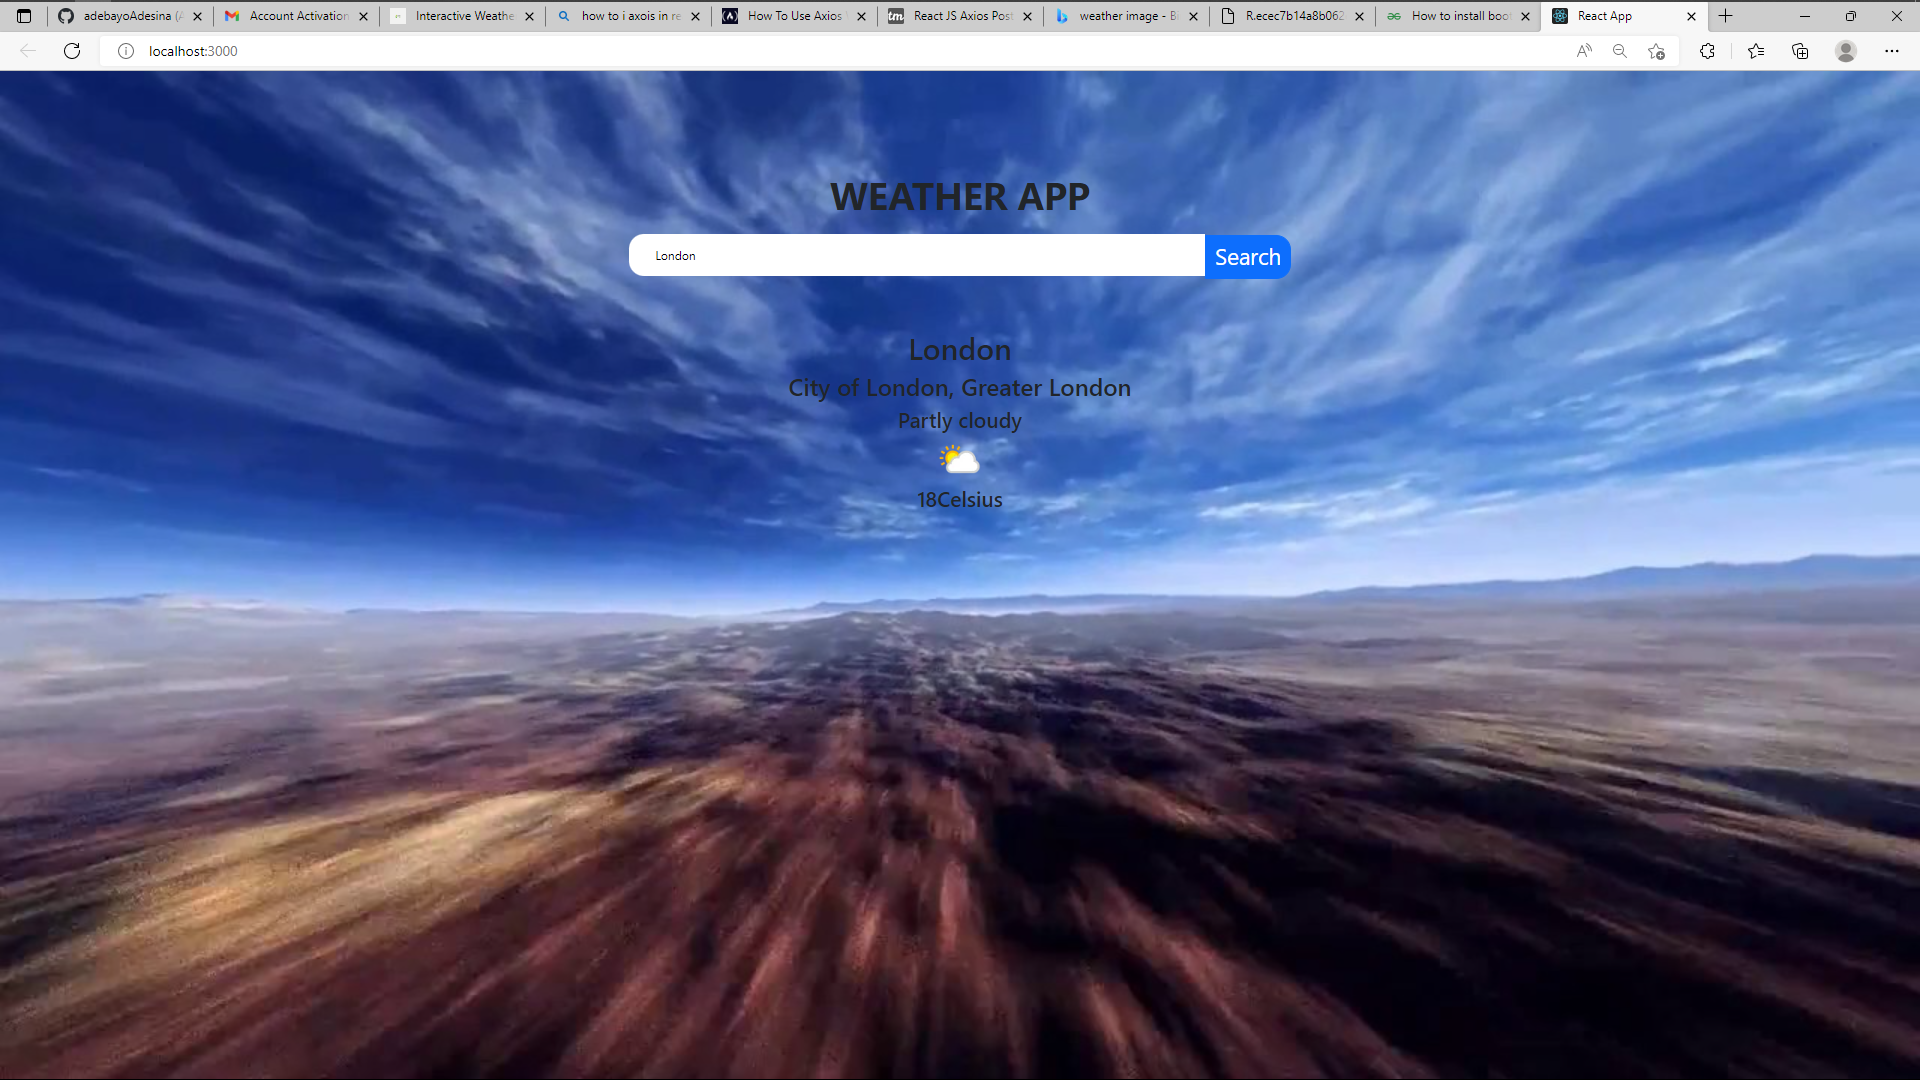 adebayoAdesina (A
Account Activation
Interactive Weathe
how to i axois in re
How To Use Axios
React JS Axios Post
weather image - Bi
R.ecec7b14a8b062
How to install boot
React App
localhost:3000
WEATHER APP
London
Search
London
City of London, Greater London
Partly cloudy
18Celsius